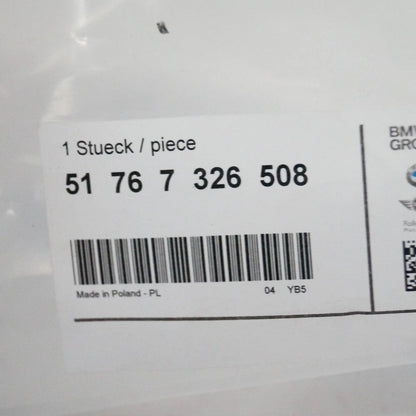 1 Stueck / piece
51 76 7 326 508
Made in Poland - PL 04 YB5
BMW
GRO